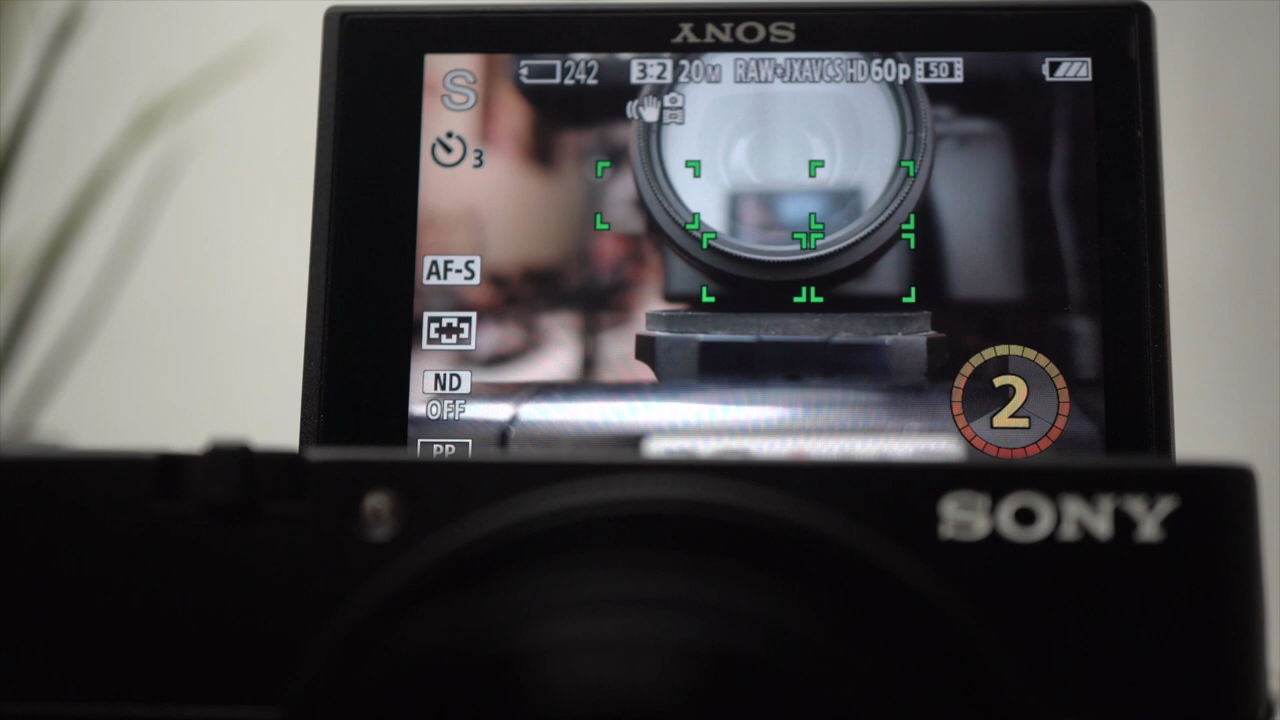 SONY
S 242 3:2 20M RAW+J XAVC S HD 60p 50
3
AF-S
ND
OFF
PP
2
SONY